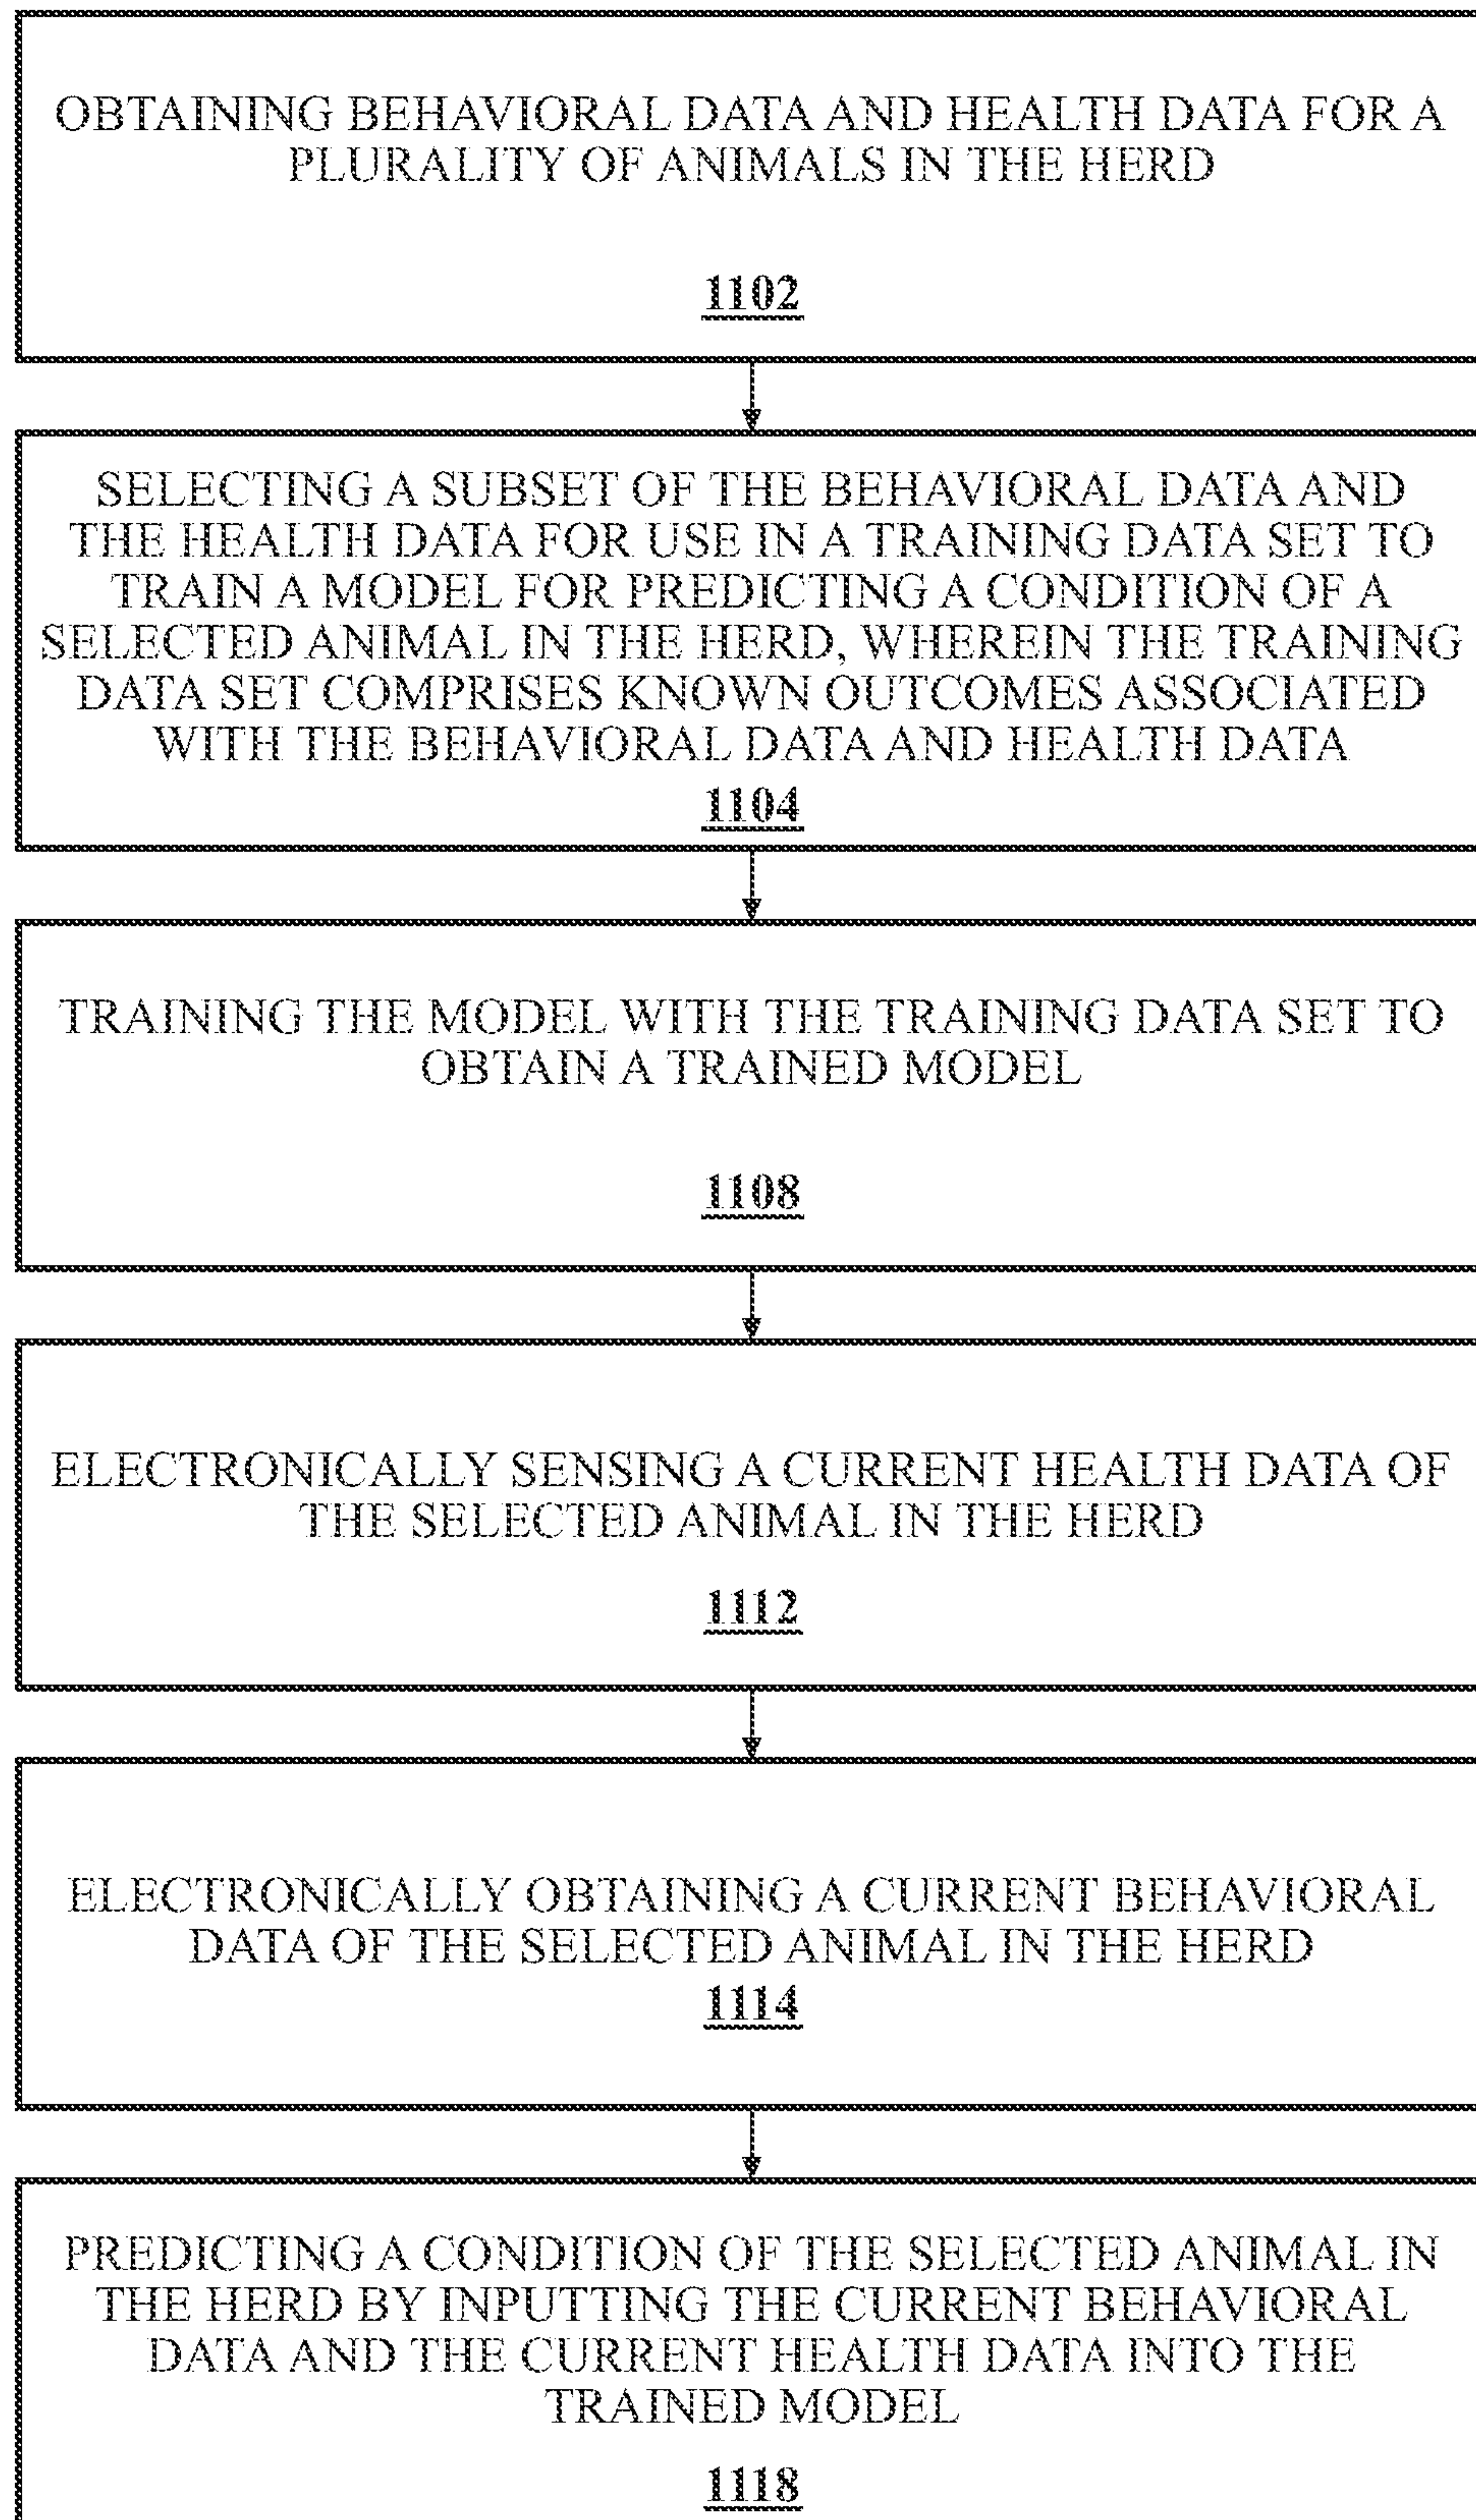 OBTAINING BEHAVIORAL DATA AND HEALTH DATA FOR A
PLURALITY OF ANIMALS IN THE HERD
1102
SELECTING A SUBSET OF THE BEHAVIORAL DATA AND
THE HEALTH DATA FOR USE IN A TRAINING DATA SET TO
TRAIN A MODEL FOR PREDICTING A CONDITION OF A
SELECTED ANIMAL IN THE HERD, WHEREIN THE TRAINING
DATA SET COMPRISES KNOWN OUTCOMES ASSOCIATED
WITH THE BEHAVIORAL DATA AND HEALTH DATA
1104
TRAINING THE MODEL WITH THE TRAINING DATA SET TO
OBTAIN A TRAINED MODEL
1108
ELECTRONICALLY SENSING A CURRENT HEALTH DATA OF
THE SELECTED ANIMAL IN THE HERD
1112
ELECTRONICALLY OBTAINING A CURRENT BEHAVIORAL
DATA OF THE SELECTED ANIMAL IN THE HERD
1114
PREDICTING A CONDITION OF THE SELECTED ANIMAL IN
THE HERD BY INPUTTING THE CURRENT BEHAVIORAL
DATA AND THE CURRENT HEALTH DATA INTO THE
TRAINED MODEL
1118